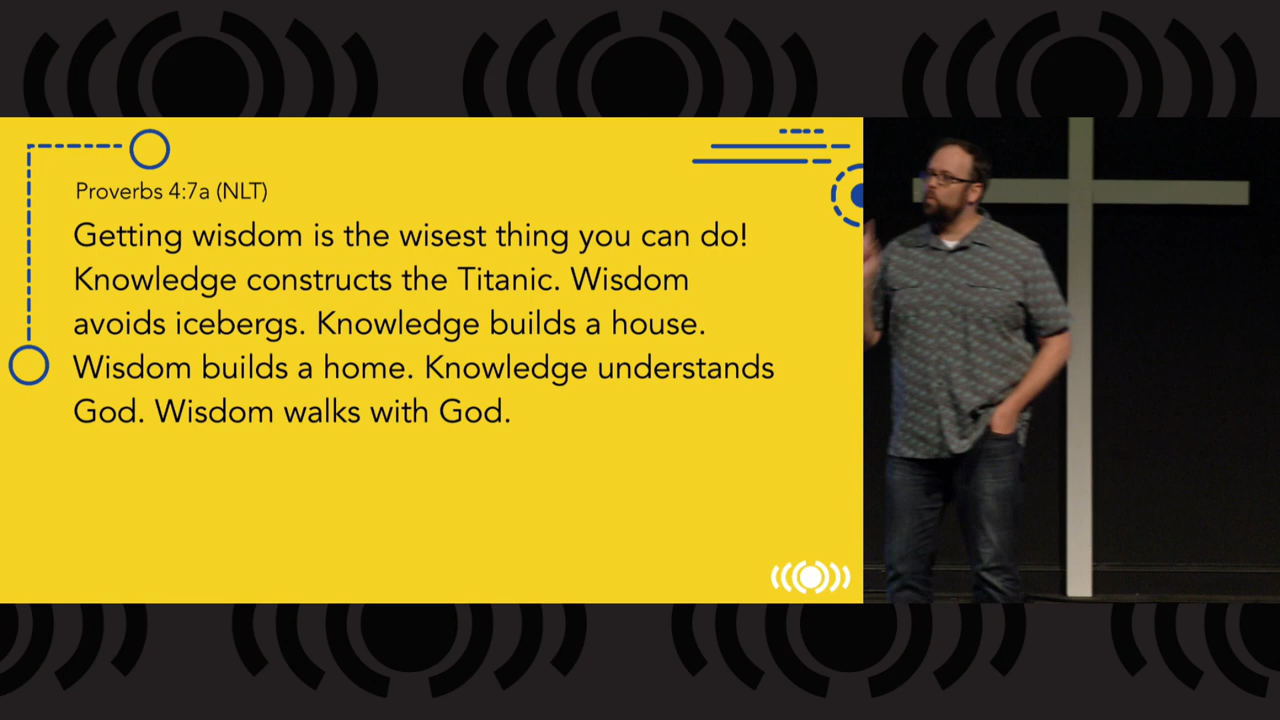 Proverbs 4:7a (NLT)
Getting wisdom is the wisest thing you can do!
Knowledge constructs the Titanic. Wisdom
avoids icebergs. Knowledge builds a house.
Wisdom builds a home. Knowledge understands
God. Wisdom walks with God.